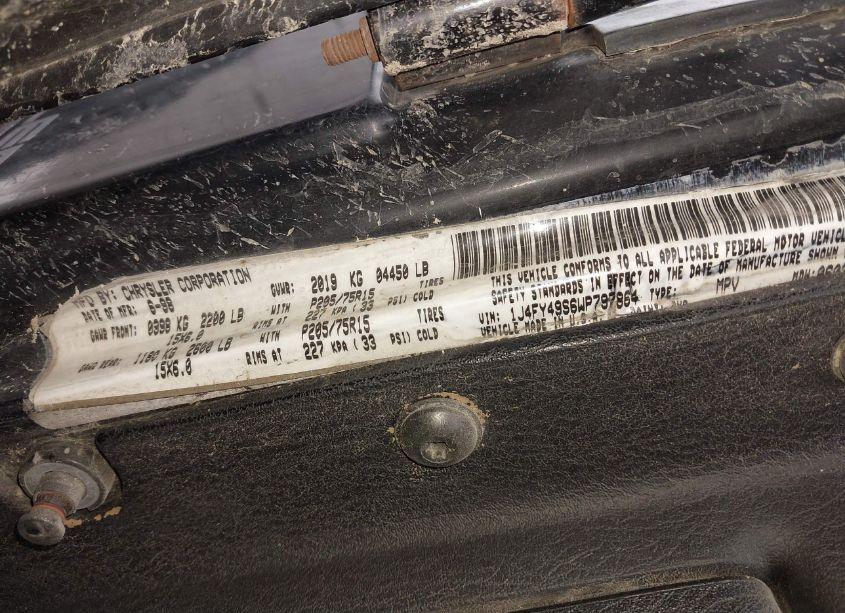 MFD BY: CHRYSLER CORPORATION GVWR: 2019 KG 04450 LB
DATE OF MFR: WITH P205/75R15 TIRES
GAWR FRONT: 0998 KG 2200 LB RIMS AT 227 KPA ( 33 PSI) COLD
15X6.0 WITH P205/75R15 TIRES
GAWR REAR: 1180 KG 2600 LB RIMS AT 227 KPA ( 33 PSI) COLD
15X6.0
THIS VEHICLE CONFORMS TO ALL APPLICABLE FEDERAL MOTOR VEHICLE
SAFETY STANDARDS IN EFFECT ON THE DATE OF MANUFACTURE SHOWN
VIN: TYPE: MPV
VEHICLE MADE IN